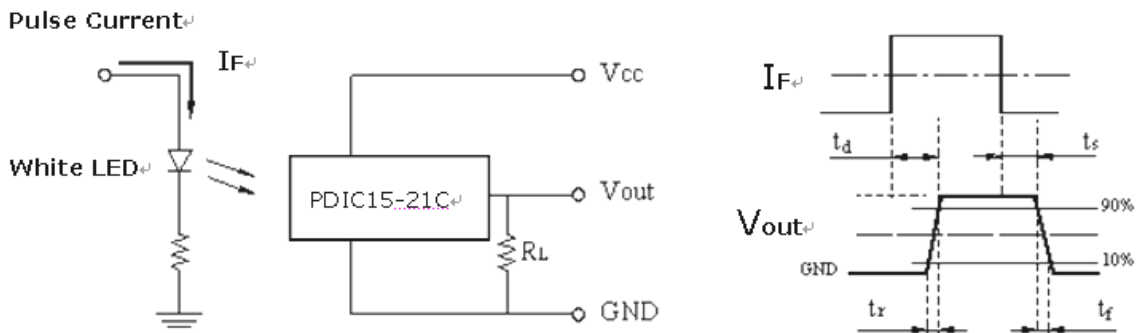 Pulse Current↵
IF↵
White LED↵
PDIC15-21C↵
Vcc
Vout
RL
GND
IF↵
td
ts
Vout↵
90%
10%
GND
tr
tf